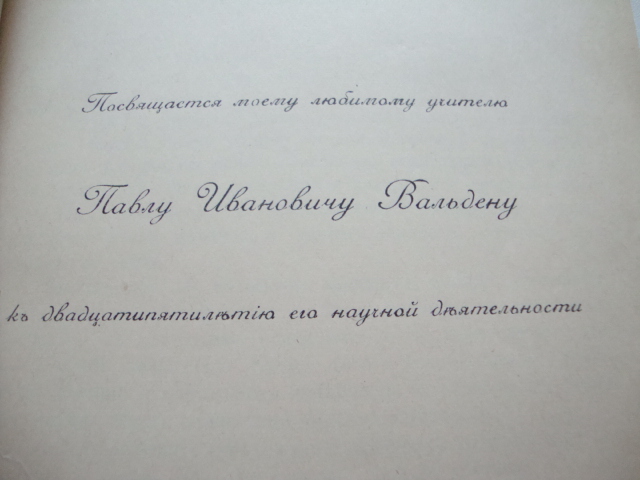 Посвящается моему любимому учителю
Павлу Ивановичу Вальдену
къ двадцатипятилѣтію его научной дѣятельности